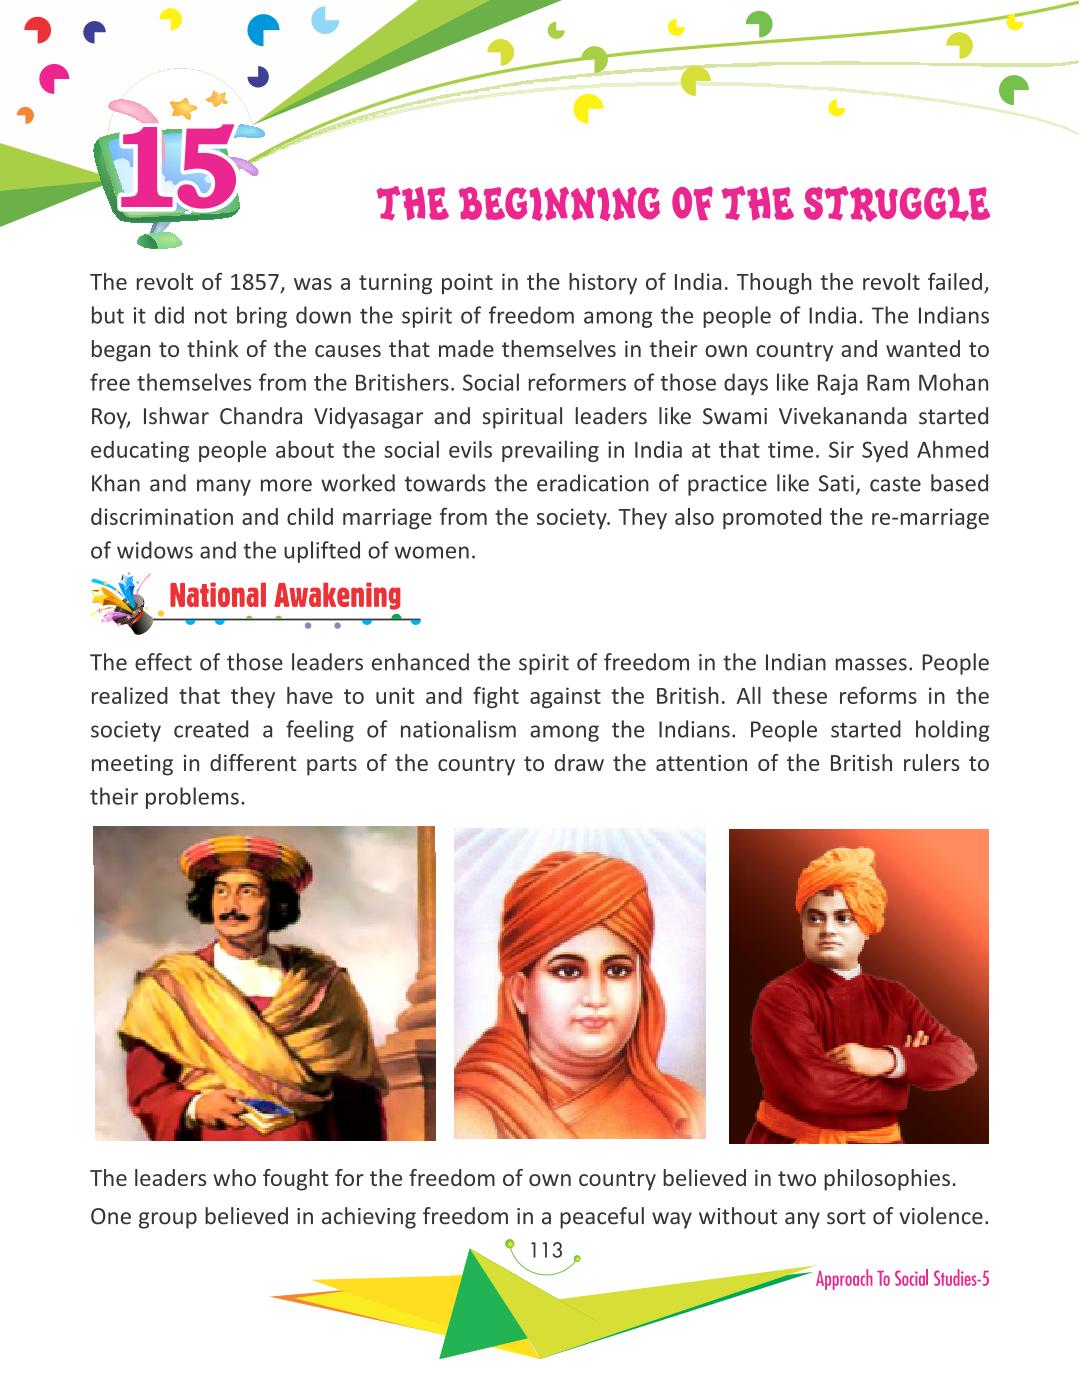 15
THE BEGINNING OF THE STRUGGLE
The revolt of 1857, was a turning point in the history of India. Though the revolt failed,
but it did not bring down the spirit of freedom among the people of India. The Indians
began to think of the causes that made themselves in their own country and wanted to
free themselves from the Britishers. Social reformers of those days like Raja Ram Mohan
Roy, Ishwar Chandra Vidyasagar and spiritual leaders like Swami Vivekananda started
educating people about the social evils prevailing in India at that time. Sir Syed Ahmed
Khan and many more worked towards the eradication of practice like Sati, caste based
discrimination and child marriage from the society. They also promoted the re-marriage
of widows and the uplifted of women.
National Awakening
The effect of those leaders enhanced the spirit of freedom in the Indian masses. People
realized that they have to unit and fight against the British. All these reforms in the
society created a feeling of nationalism among the Indians. People started holding
meeting in different parts of the country to draw the attention of the British rulers to
their problems.
The leaders who fought for the freedom of own country believed in two philosophies.
One group believed in achieving freedom in a peaceful way without any sort of violence.
113
Approach To Social Studies-5